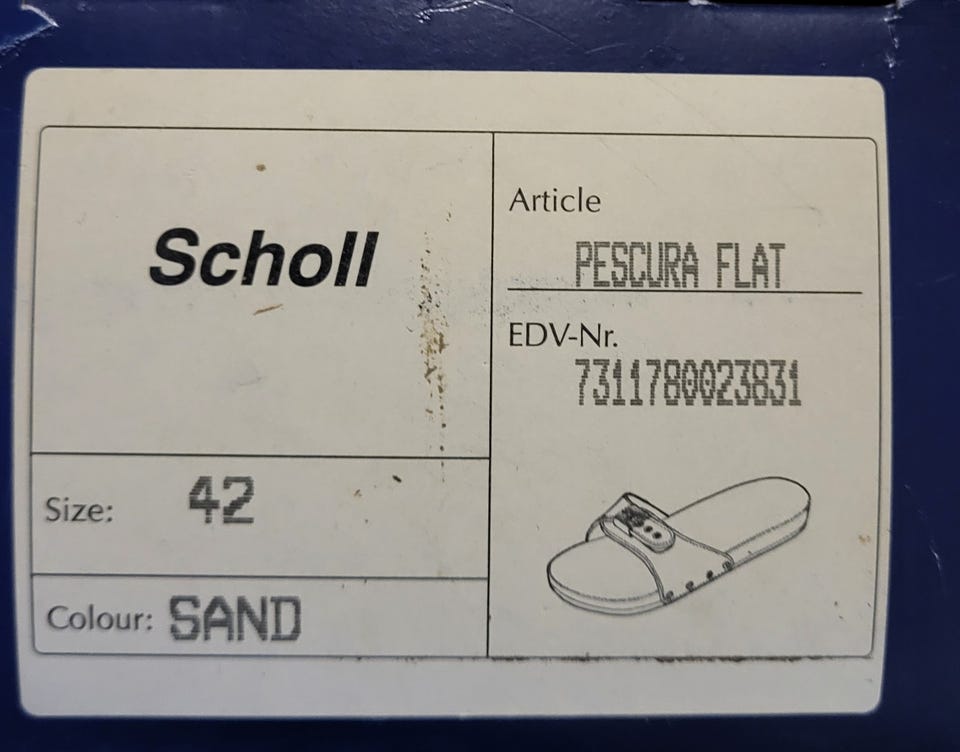 Scholl
Size: 42
Colour: SAND
Article
PESCURA FLAT
EDV-Nr.
7311780023831